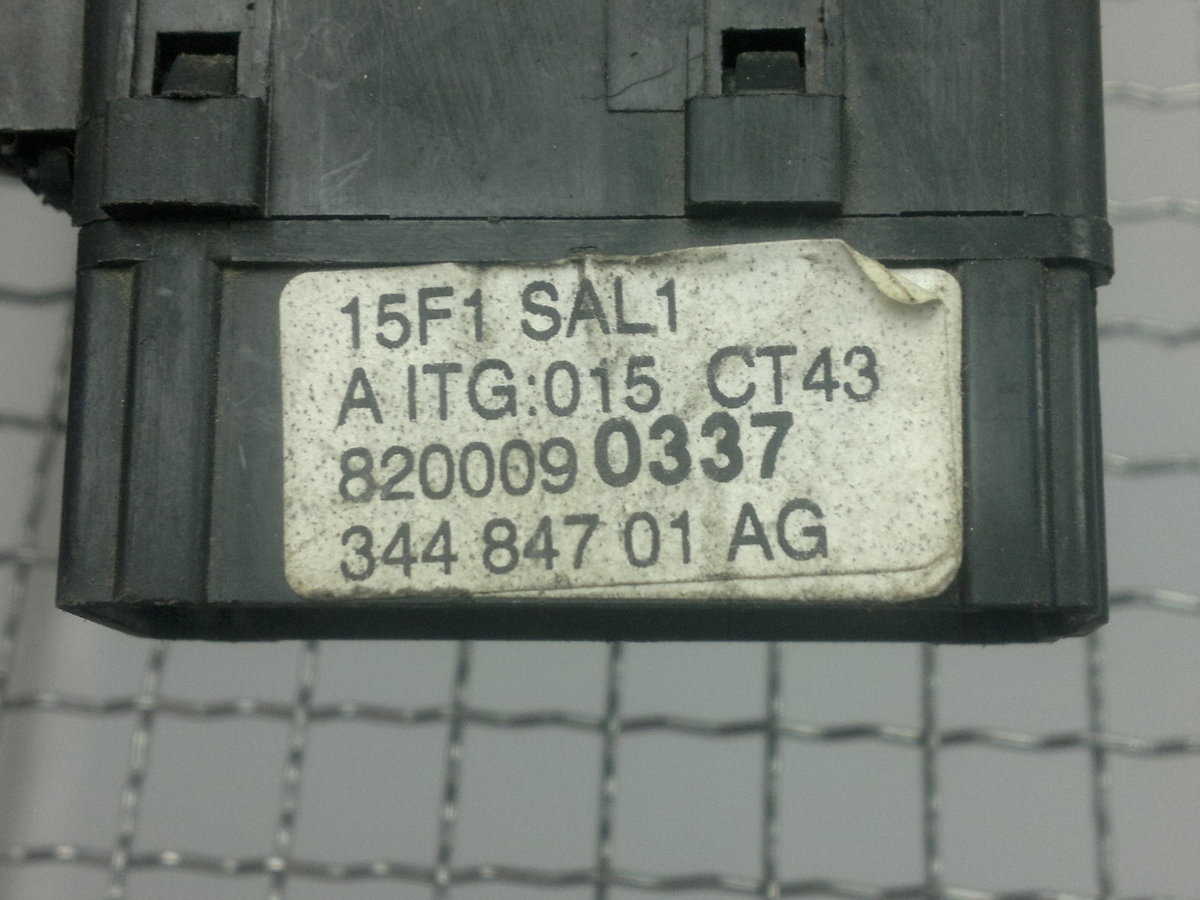 15F1 SAL1
A ITG:015 CT43
8200090337
344 847 01 AG